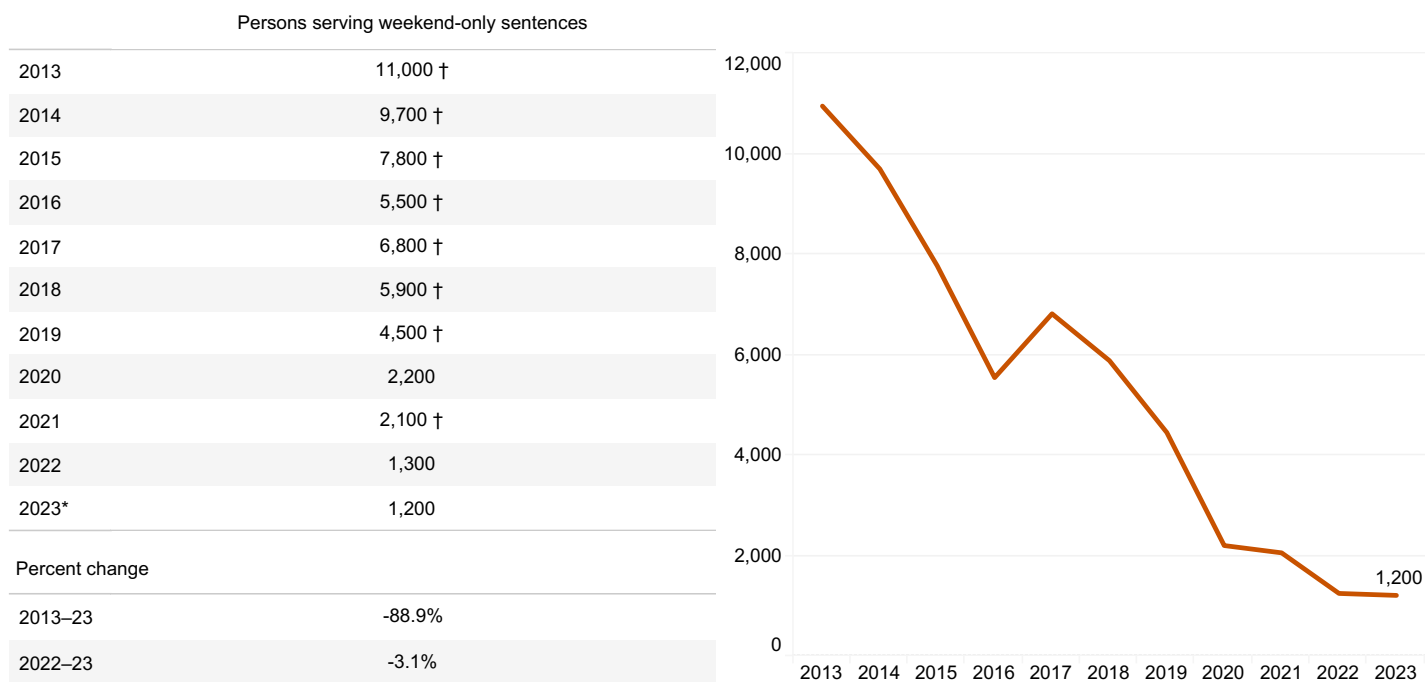 Persons serving weekend-only sentences
2013 11,000 †
2014 9,700 †
2015 7,800 †
2016 5,500 †
2017 6,800 †
2018 5,900 †
2019 4,500 †
2020 2,200
2021 2,100 †
2022 1,300
2023* 1,200
Percent change
2013–23 -88.9%
2022–23 -3.1%
12,000
10,000
8,000
6,000
4,000
2,000
0
1,200
2013 2014 2015 2016 2017 2018 2019 2020 2021 2022 2023